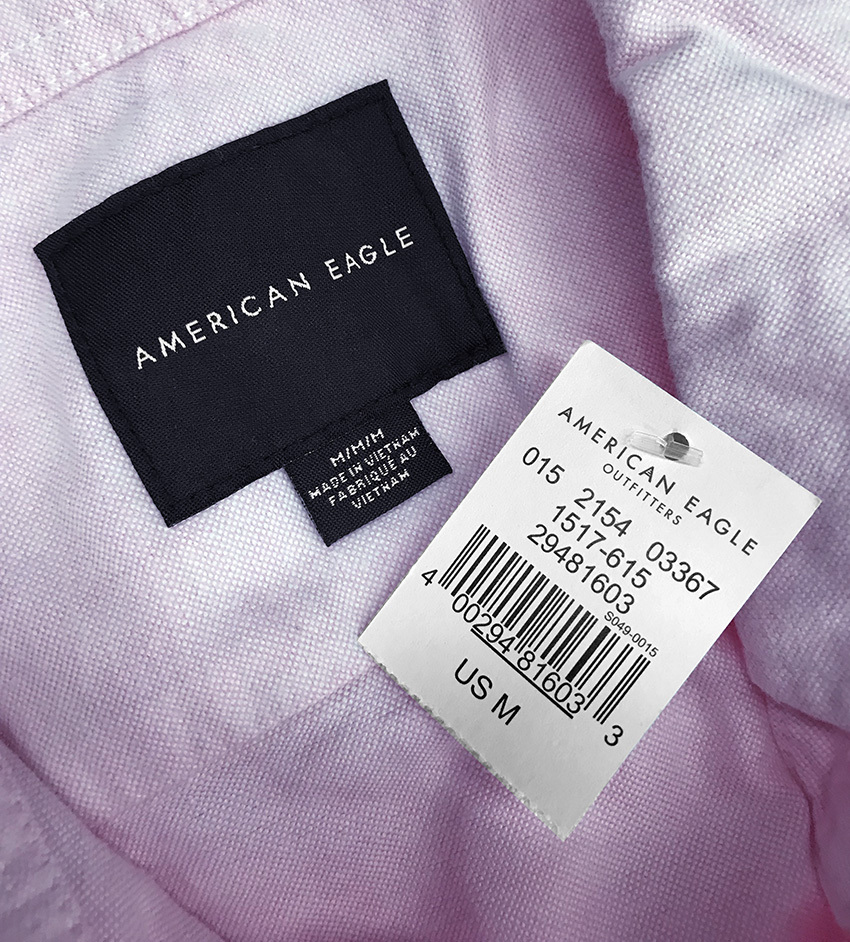 AMERICAN EAGLE
M/M/M
MADE IN VIETNAM
FABRIQUÉ AU
VIETNAM
AMERICAN EAGLE
OUTFITTERS
015 2154 03367
1517-615
29481603
S049-0015
4 00294 81603 3
US M